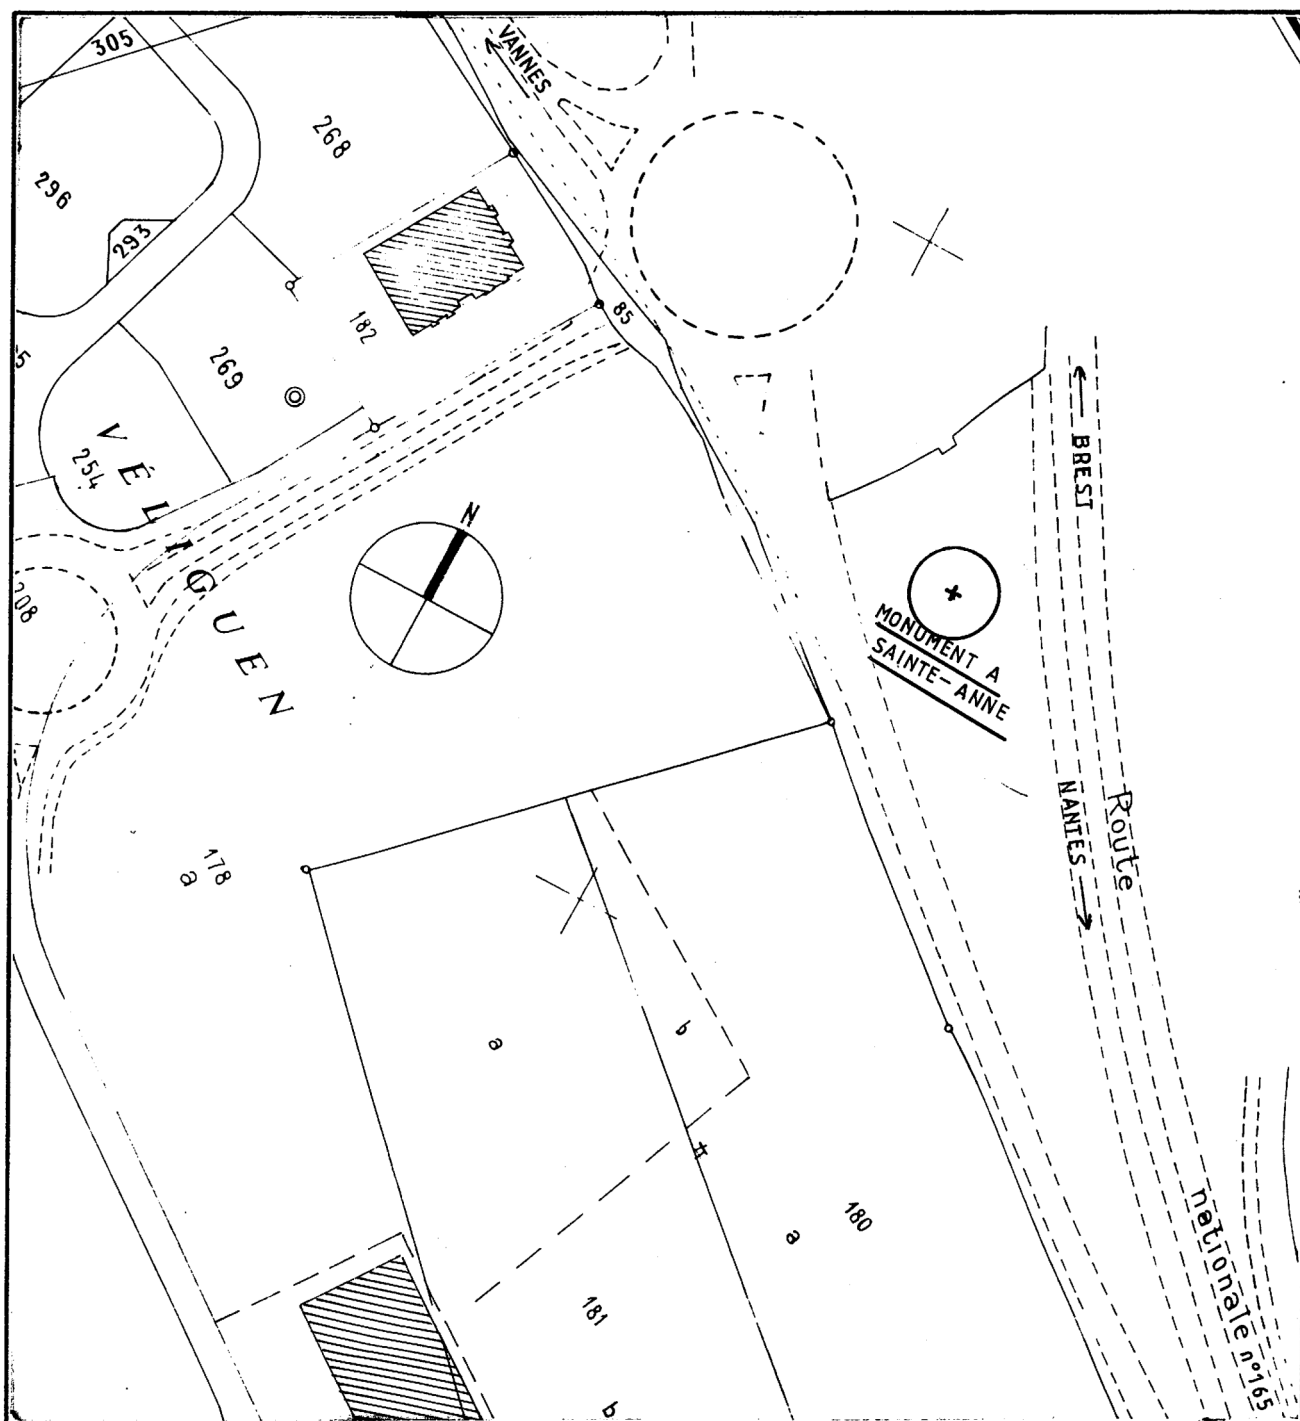 305
VANNES
268
296
293
85
182
269
BREST
VÉLIGUEN
254
N
208
MONUMENT A
SAINTE-ANNE
NANTES
Route
178
a
a
b
180
a
181
nationale n°165
b